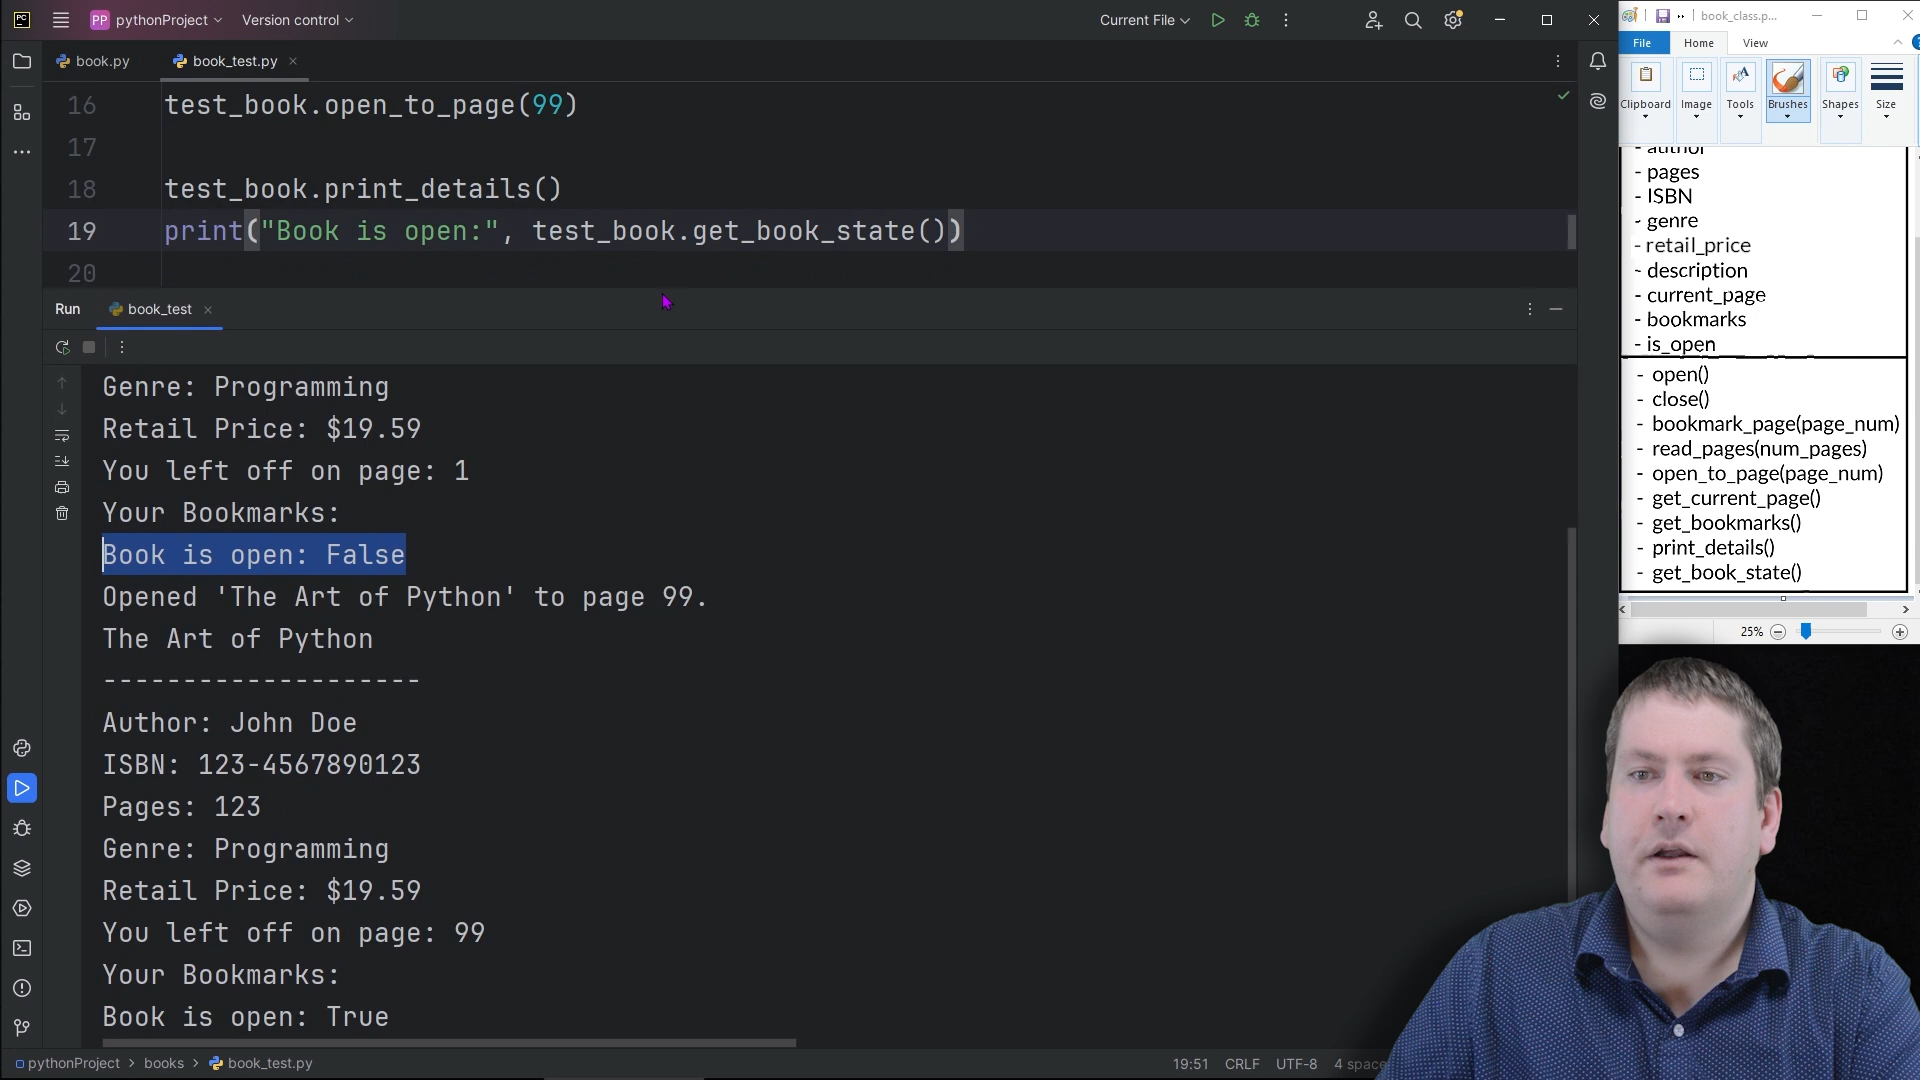 PC
PP pythonProject
Version control
Current File
book.py
book_test.py
16 test_book.open_to_page(99)
17
18 test_book.print_details()
19 print("Book is open:", test_book.get_book_state())
20
Run
book_test
Genre: Programming
Retail Price: $19.59
You left off on page: 1
Your Bookmarks:
Book is open: False
Opened 'The Art of Python' to page 99.
The Art of Python
--------------------
Author: John Doe
ISBN: 123-4567890123
Pages: 123
Genre: Programming
Retail Price: $19.59
You left off on page: 99
Your Bookmarks:
Book is open: True
pythonProject > books > book_test.py
19:51 CRLF UTF-8 4
book_class.p...
File Home View
Clipboard Image Tools Brushes Shapes Size
- author
- pages
- ISBN
- genre
- retail_price
- description
- current_page
- bookmarks
- is_open
- open()
- close()
- bookmark_page(page_num)
- read_pages(num_pages)
- open_to_page(page_num)
- get_current_page()
- get_bookmarks()
- print_details()
- get_book_state()
25%